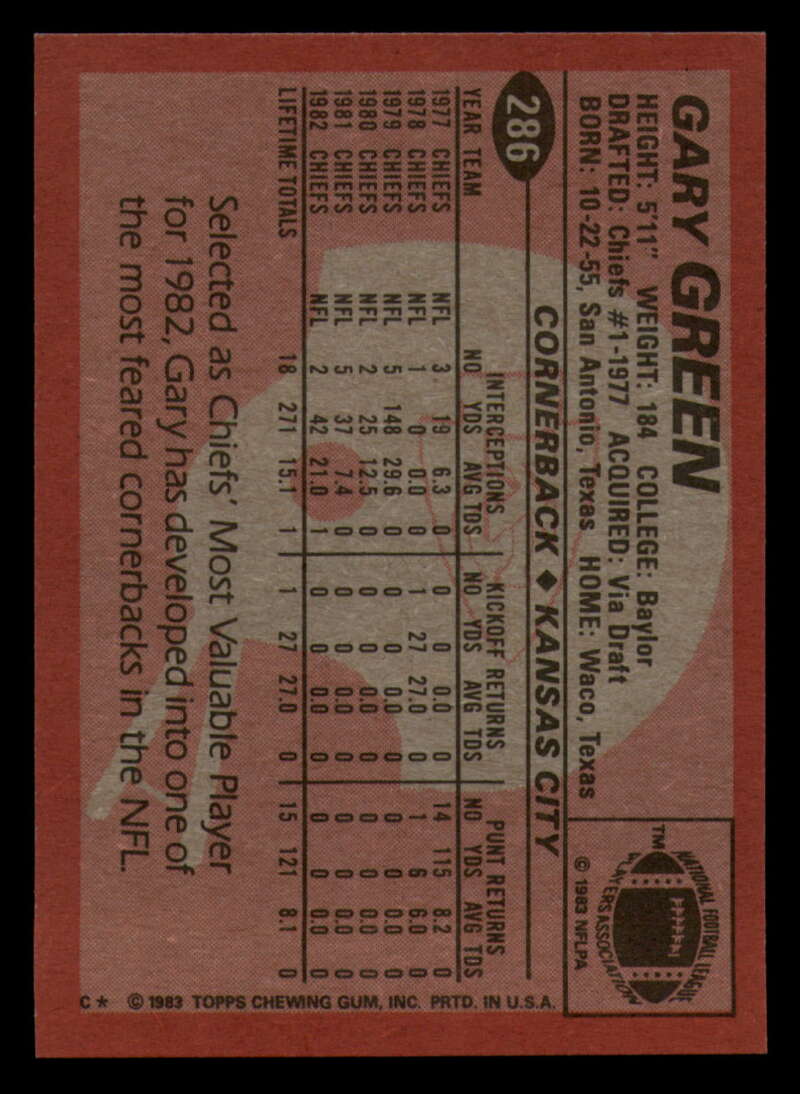 GARY GREEN
HEIGHT: 5'11" WEIGHT: 184 COLLEGE: Baylor
DRAFTED: Chiefs #1-1977 ACQUIRED: Via Draft
BORN: 10-22-55, San Antonio, Texas HOME: Waco, Texas
NATIONAL FOOTBALL LEAGUE
PLAYERS ASSOCIATION
TM
© 1983 NFLPA
286
CORNERBACK ♦ KANSAS CITY
INTERCEPTIONS KICKOFF RETURNS PUNT RETURNS
YEAR TEAM NO YDS AVG TDS NO YDS AVG TDS NO YDS AVG TDS
1977 CHIEFS NFL 3 19 6.3 0 0 0 0.0 0 14 115 8.2 0
1978 CHIEFS NFL 1 0 0.0 0 1 27 27.0 0 1 6 6.0 0
1979 CHIEFS NFL 5 148 29.6 0 0 0 0.0 0 0 0 0.0 0
1980 CHIEFS NFL 2 25 12.5 0 0 0 0.0 0 0 0 0.0 0
1981 CHIEFS NFL 5 37 7.4 0 0 0 0.0 0 0 0 0.0 0
1982 CHIEFS NFL 2 42 21.0 1 0 0 0.0 0 0 0 0.0 0
LIFETIME TOTALS 18 271 15.1 1 1 27 27.0 0 15 121 8.1 0
Selected as Chiefs' Most Valuable Player
for 1982, Gary has developed into one of
the most feared cornerbacks in the NFL.
C* © 1983 TOPPS CHEWING GUM, INC. PRTD. IN U.S.A.